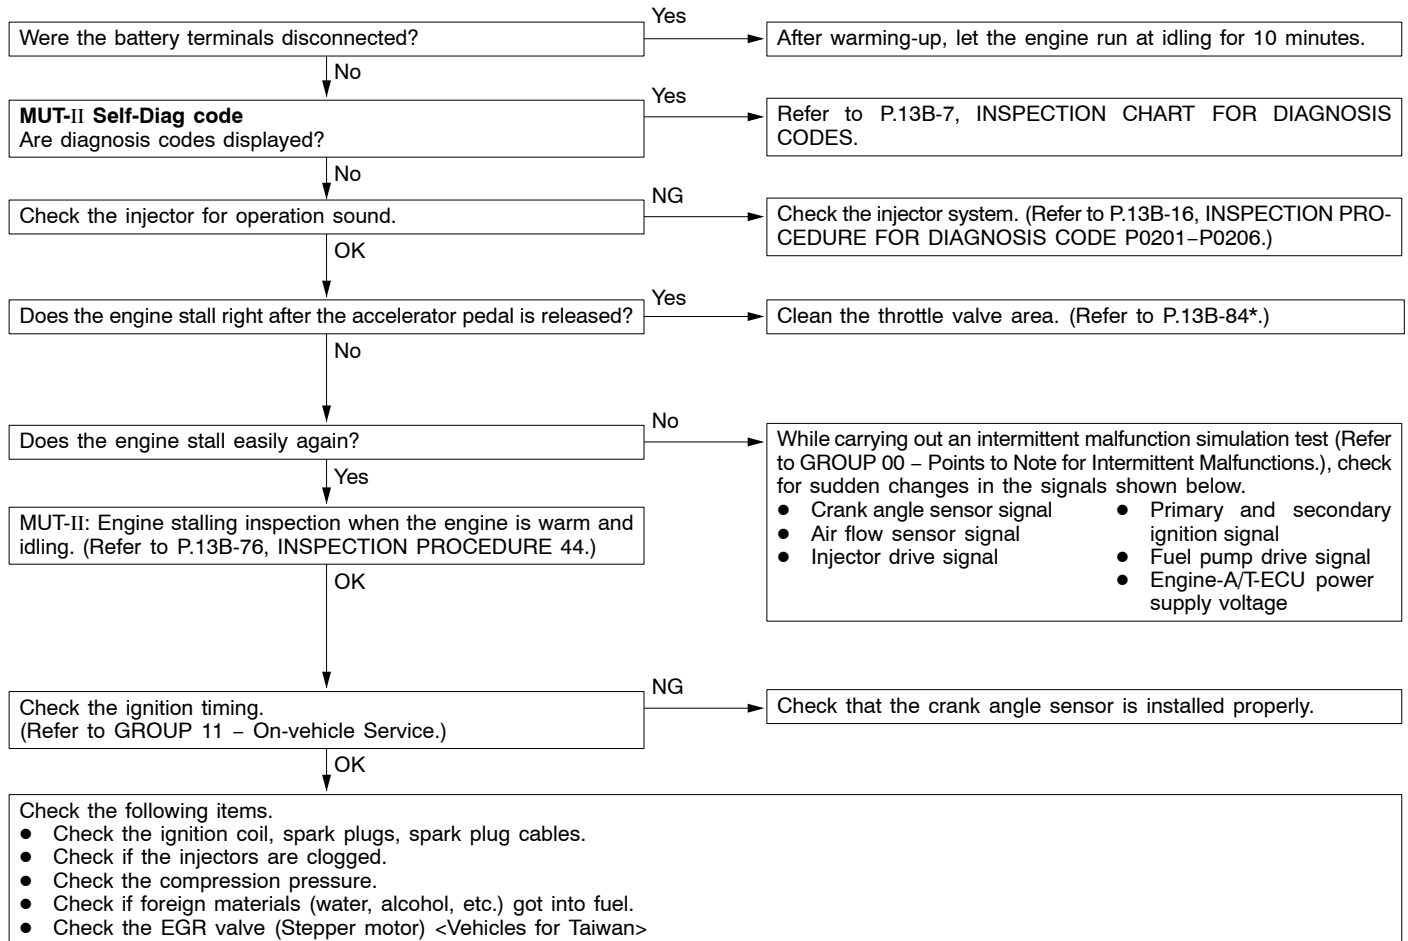 Yes
Were the battery terminals disconnected?
After warming-up, let the engine run at idling for 10 minutes.
No
MUT-II Self-Diag code
Are diagnosis codes displayed?
Yes
Refer to P.13B-7, INSPECTION CHART FOR DIAGNOSIS
CODES.
No
Check the injector for operation sound.
NG
Check the injector system. (Refer to P.13B-16, INSPECTION PRO-
CEDURE FOR DIAGNOSIS CODE P0201–P0206.)
OK
Does the engine stall right after the accelerator pedal is released?
Yes
Clean the throttle valve area. (Refer to P.13B-84*.)
No
Does the engine stall easily again?
No
While carrying out an intermittent malfunction simulation test (Refer
to GROUP 00 – Points to Note for Intermittent Malfunctions.), check
for sudden changes in the signals shown below.
● Crank angle sensor signal
● Air flow sensor signal
● Injector drive signal
● Primary and secondary
ignition signal
● Fuel pump drive signal
● Engine-A/T-ECU power
supply voltage
Yes
MUT-II: Engine stalling inspection when the engine is warm and
idling. (Refer to P.13B-76, INSPECTION PROCEDURE 44.)
OK
Check the ignition timing.
(Refer to GROUP 11 – On-vehicle Service.)
NG
Check that the crank angle sensor is installed properly.
OK
Check the following items.
● Check the ignition coil, spark plugs, spark plug cables.
● Check if the injectors are clogged.
● Check the compression pressure.
● Check if foreign materials (water, alcohol, etc.) got into fuel.
● Check the EGR valve (Stepper motor) <Vehicles for Taiwan>